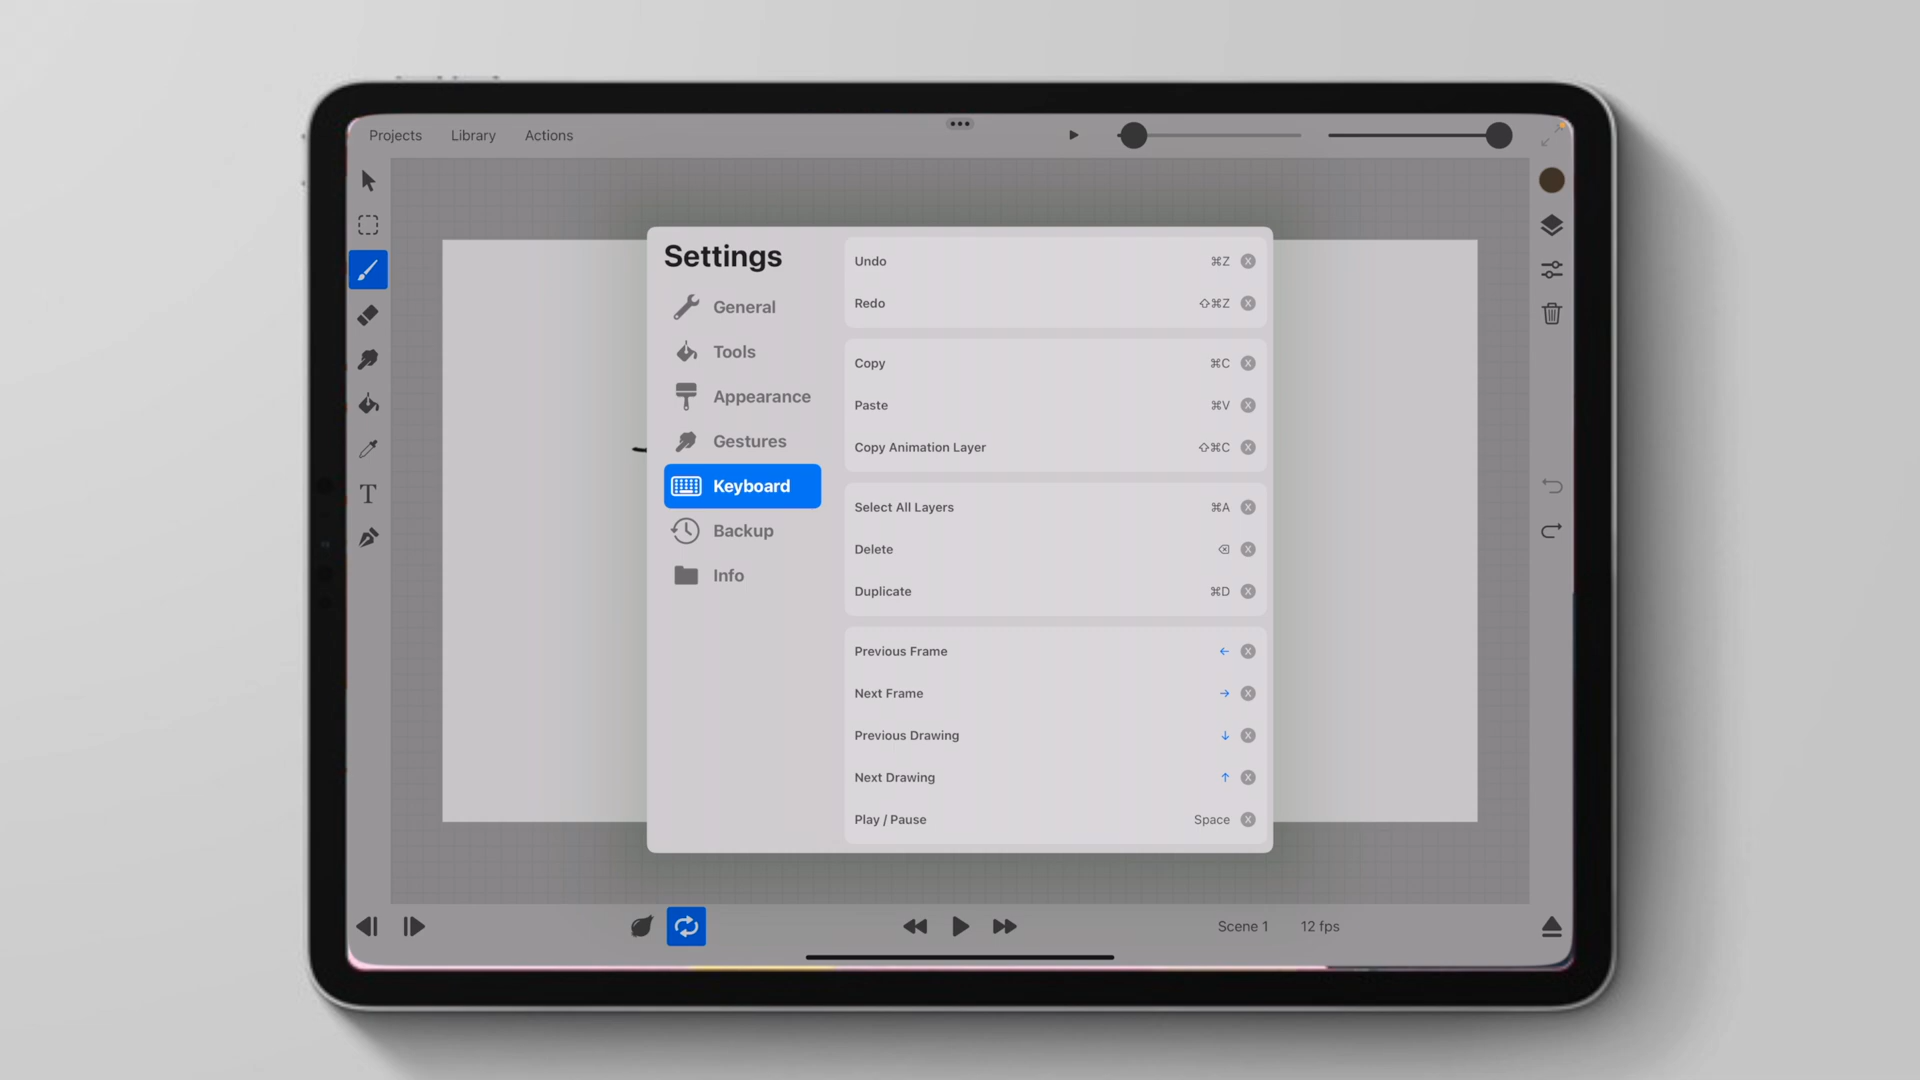 Projects Library Actions
Settings
General
Tools
Appearance
Gestures
Keyboard
Backup
Info
Undo ⌘Z
Redo ⇧⌘Z
Copy ⌘C
Paste ⌘V
Copy Animation Layer ⇧⌘C
Select All Layers ⌘A
Delete ⌫
Duplicate ⌘D
Previous Frame ←
Next Frame →
Previous Drawing ↓
Next Drawing ↑
Play / Pause Space
T
Scene 1 12 fps